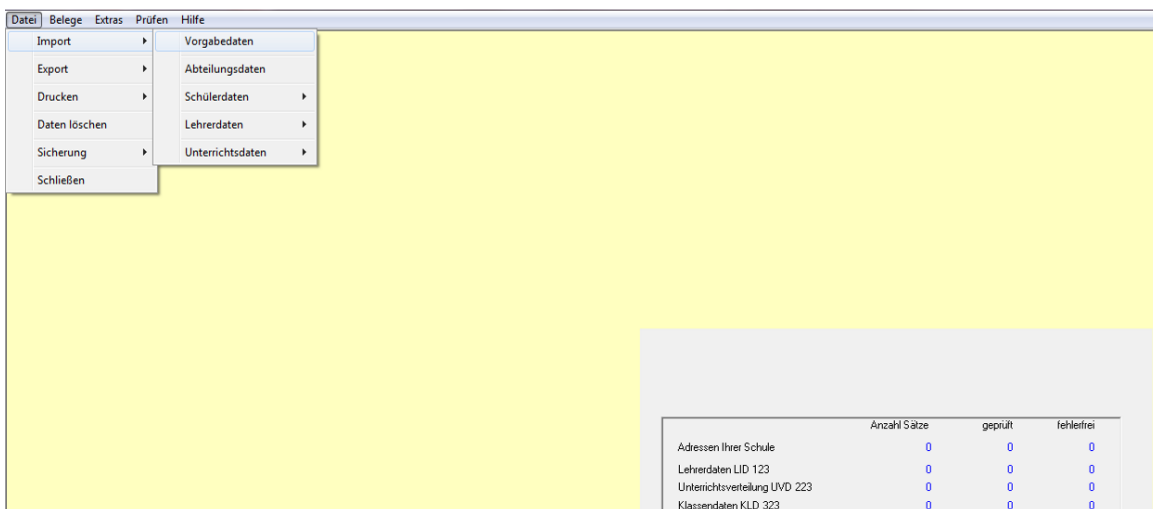 Datei Belege Extras Prüfen Hilfe
Import Vorgabedaten
Export Abteilungsdaten
Drucken Schülerdaten
Daten löschen Lehrerdaten
Sicherung Unterrichtsdaten
Schließen
Anzahl Sätze geprüft fehlerfrei
Adressen Ihrer Schule 0 0 0
Lehrerdaten LID 123 0 0 0
Unterrichtsverteilung UVD 223 0 0 0
Klassendaten KLD 323 0 0 0